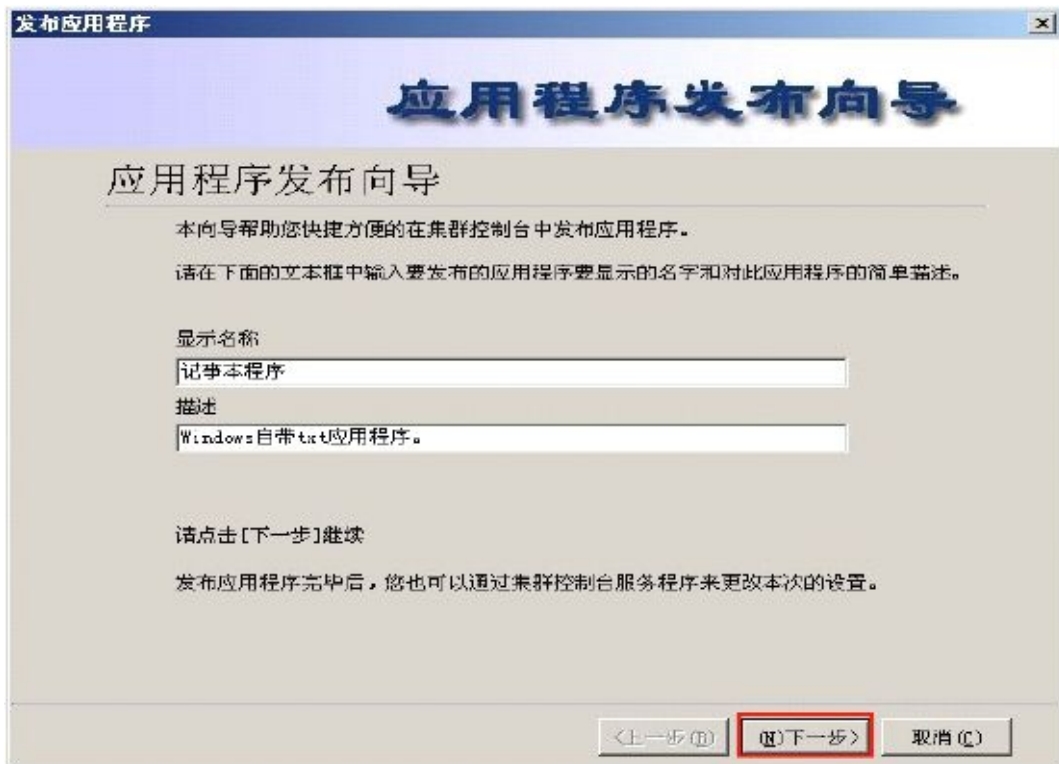 发布应用程序
应用程序发布向导
应用程序发布向导
本向导帮助您快捷方便的在集群控制台中发布应用程序。
请在下面的文本框中输入要发布的应用程序要显示的名字和对此应用程序的简单描述。
显示名称
记事本程序
描述
Windows自带txt应用程序。
请点击[下一步]继续
发布应用程序完毕后，您也可以通过集群控制台服务程序来更改本次的设置。
<上一步(B) (N)下一步> 取消(C)